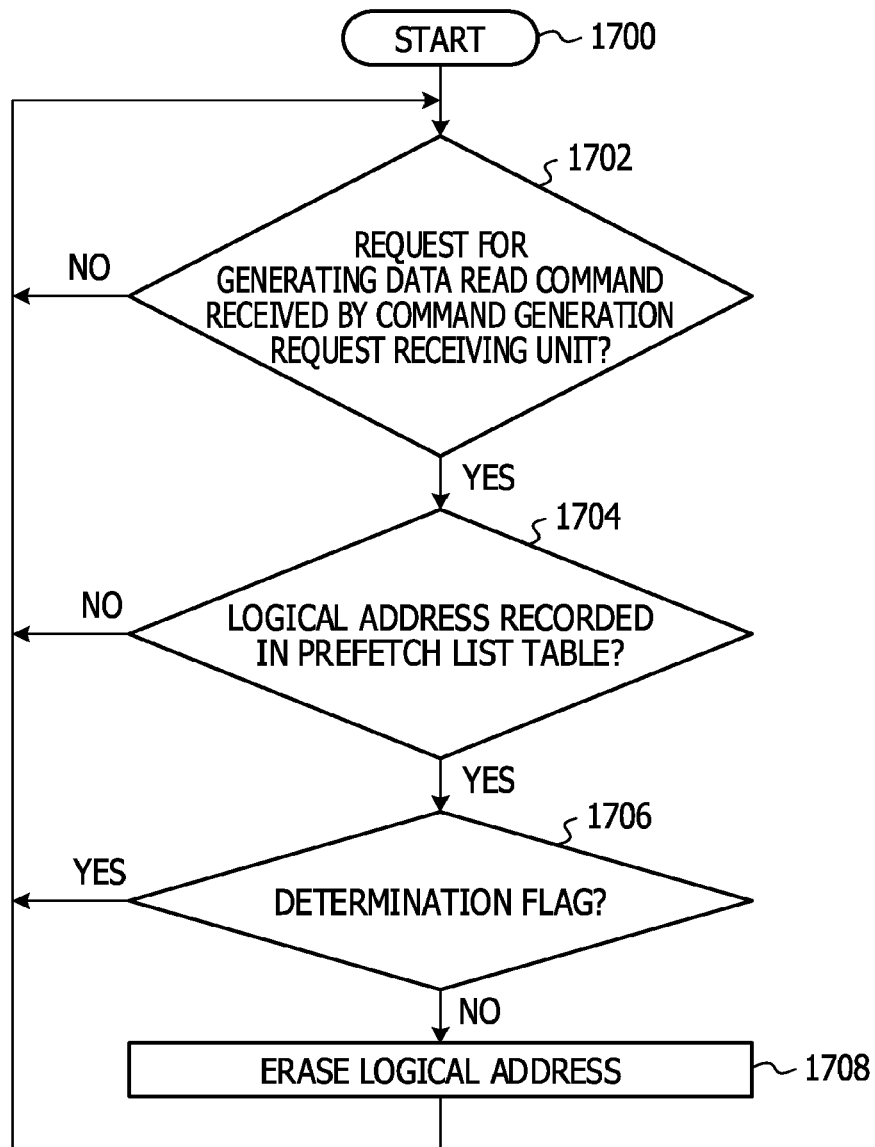 START
1700
1702
REQUEST FOR
GENERATING DATA READ COMMAND
RECEIVED BY COMMAND GENERATION
REQUEST RECEIVING UNIT?
NO
YES
1704
NO
LOGICAL ADDRESS RECORDED
IN PREFETCH LIST TABLE?
YES
1706
YES
DETERMINATION FLAG?
NO
ERASE LOGICAL ADDRESS
1708